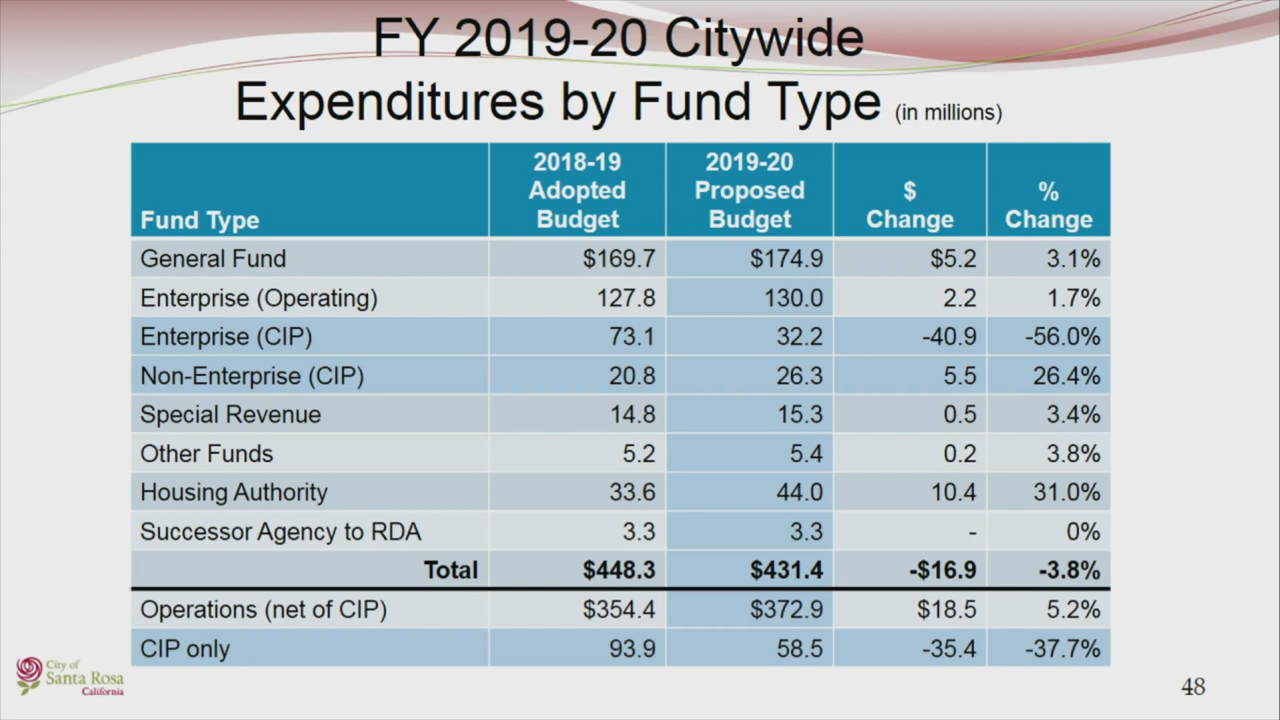 FY 2019-20 Citywide
Expenditures by Fund Type (in millions)
Fund Type 2018-19 Adopted Budget 2019-20 Proposed Budget $ Change % Change
General Fund $169.7 $174.9 $5.2 3.1%
Enterprise (Operating) 127.8 130.0 2.2 1.7%
Enterprise (CIP) 73.1 32.2 -40.9 -56.0%
Non-Enterprise (CIP) 20.8 26.3 5.5 26.4%
Special Revenue 14.8 15.3 0.5 3.4%
Other Funds 5.2 5.4 0.2 3.8%
Housing Authority 33.6 44.0 10.4 31.0%
Successor Agency to RDA 3.3 3.3 - 0%
Total $448.3 $431.4 -$16.9 -3.8%
Operations (net of CIP) $354.4 $372.9 $18.5 5.2%
CIP only 93.9 58.5 -35.4 -37.7%
City of
Santa Rosa
California
48